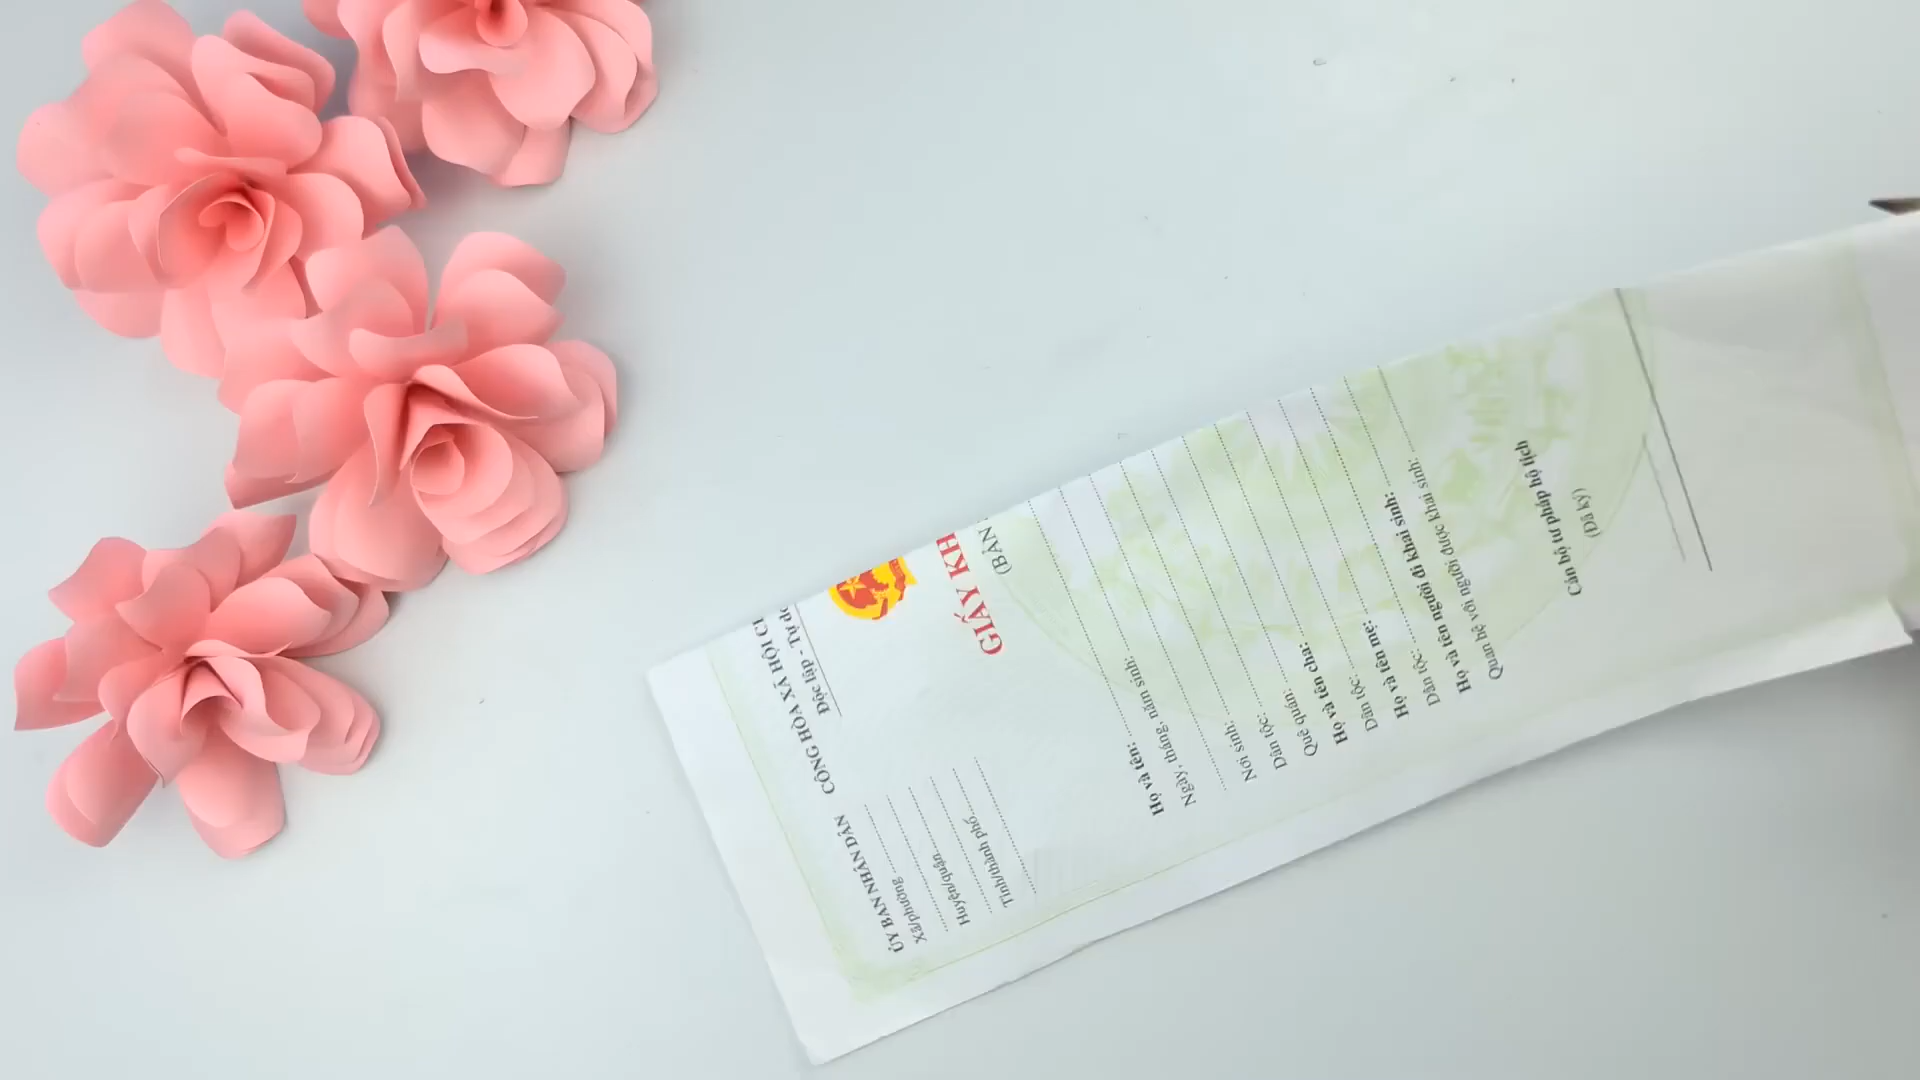 ỦY BAN NHÂN DÂN
Xã/phường
Huyện/quận
Tỉnh/thành phố
CỘNG HÒA XÃ HỘI
Độc lập - Tự
GIẤY KH
(BẢN
Họ và tên:
Ngày, tháng, năm sinh:
Nơi sinh:
Dân tộc:
Quê quán:
Họ và tên cha:
Dân tộc:
Họ và tên mẹ:
Dân tộc:
Họ và tên người đi khai sinh:
Quan hệ với người được khai sinh:
Cán bộ tư pháp hộ tịch
(Đã ký)